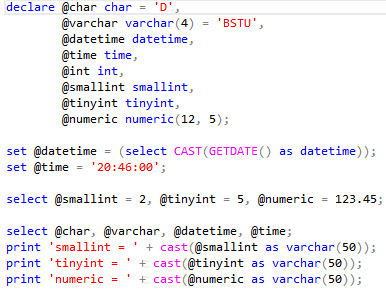 declare @char char = 'D',
@varchar varchar(4) = 'BSTU',
@datetime datetime,
@time time,
@int int,
@smallint smallint,
@tinyint tinyint,
@numeric numeric(12, 5);
set @datetime = (select CAST(GETDATE() as datetime));
set @time = '20:46:00';
select @smallint = 2, @tinyint = 5, @numeric = 123.45;
select @char, @varchar, @datetime, @time;
print 'smallint = ' + cast(@smallint as varchar(50));
print 'tinyint = ' + cast(@tinyint as varchar(50));
print 'numeric = ' + cast(@numeric as varchar(50));